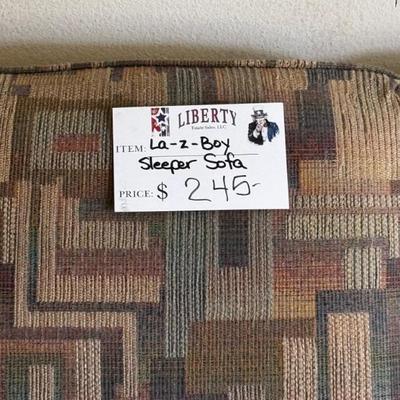 LIBERTY
Estate Sales, LLC
ITEM: La-z-Boy
Sleeper Sofa
PRICE: $ 245-